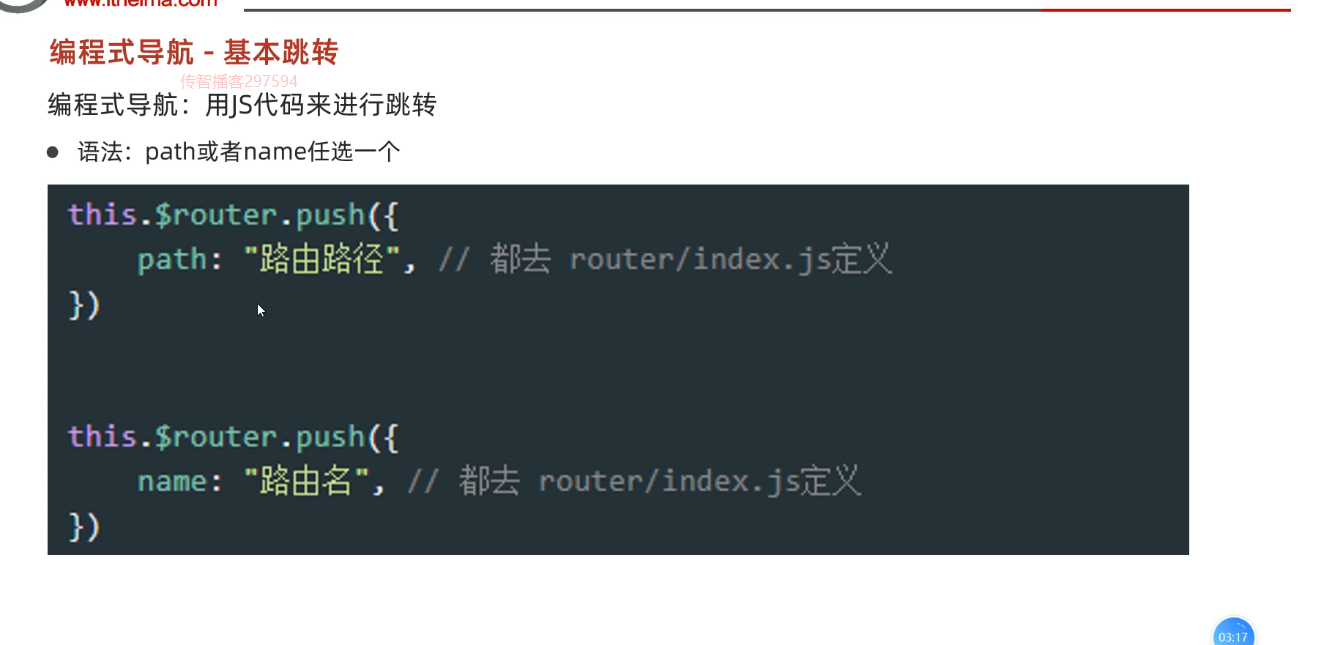 www.itheima.com
编程式导航 - 基本跳转
传智播客297594
编程式导航：用JS代码来进行跳转
● 语法：path或者name任选一个
this.$router.push({
    path: "路由路径", // 都去 router/index.js定义
})
this.$router.push({
    name: "路由名", // 都去 router/index.js定义
})
03:17